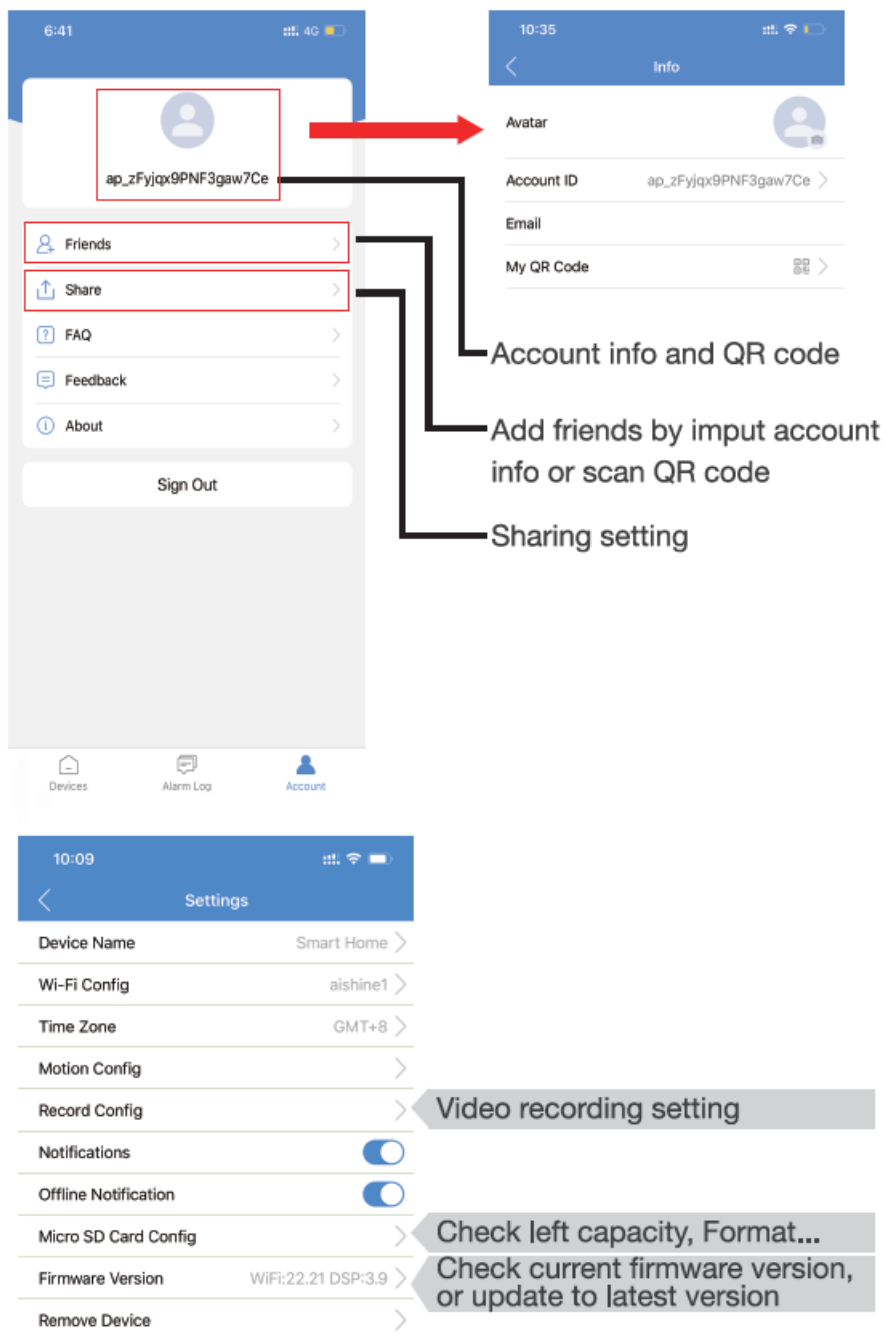 6:41
4G
ap_zFyjqx9PNF3gaw7Ce
Friends
Share
FAQ
Feedback
About
Sign Out
Devices
Alarm Log
Account
10:35
Info
Avatar
Account ID
ap_zFyjqx9PNF3gaw7Ce
Email
My QR Code
Account info and QR code
Add friends by imput account
info or scan QR code
Sharing setting
10:09
Settings
Device Name
Smart Home
Wi-Fi Config
aishine1
Time Zone
GMT+8
Motion Config
Record Config
Video recording setting
Notifications
Offline Notification
Micro SD Card Config
Check left capacity, Format...
Firmware Version
WiFi:22.21 DSP:3.9
Check current firmware version,
or update to latest version
Remove Device